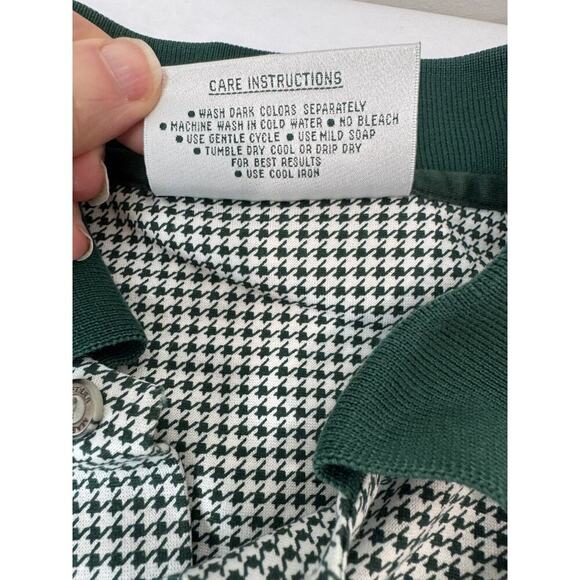 CARE INSTRUCTIONS
● WASH DARK COLORS SEPARATELY
● MACHINE WASH IN COLD WATER ● NO BLEACH
● USE GENTLE CYCLE ● USE MILD SOAP
● TUMBLE DRY COOL OR DRIP DRY
FOR BEST RESULTS
● USE COOL IRON